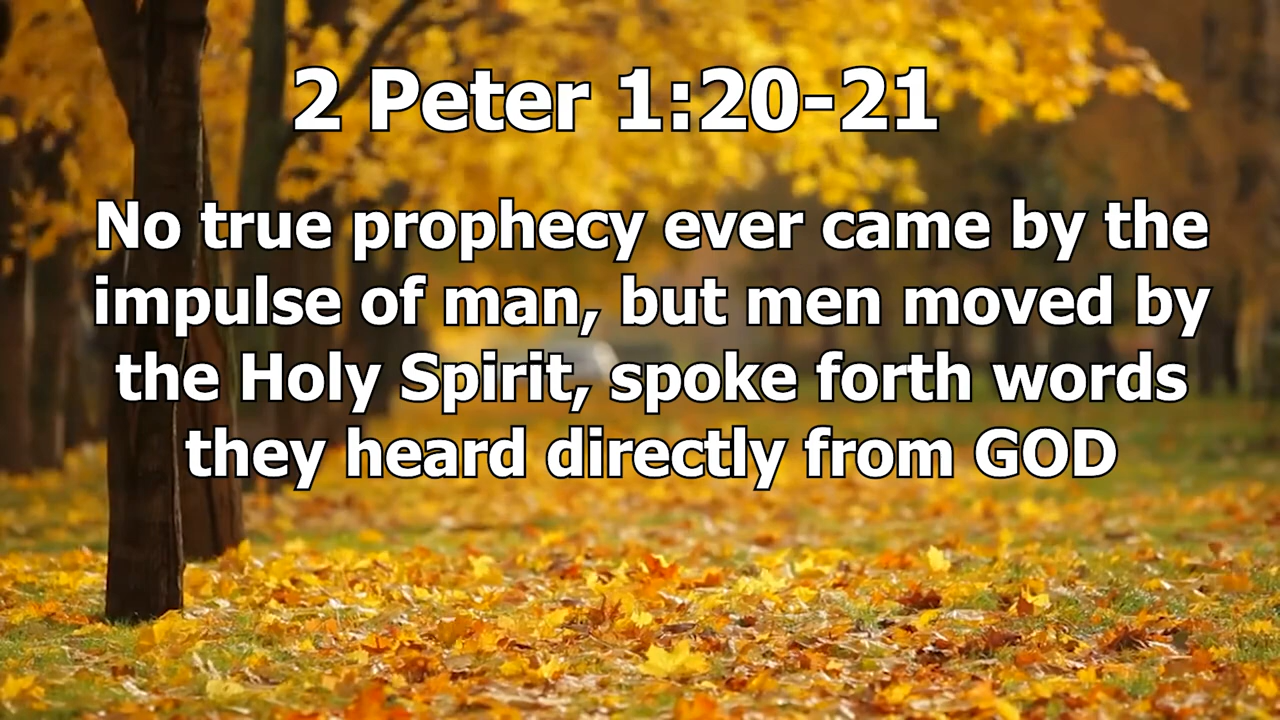 2 Peter 1:20-21
No true prophecy ever came by the
impulse of man, but men moved by
the Holy Spirit, spoke forth words
they heard directly from GOD